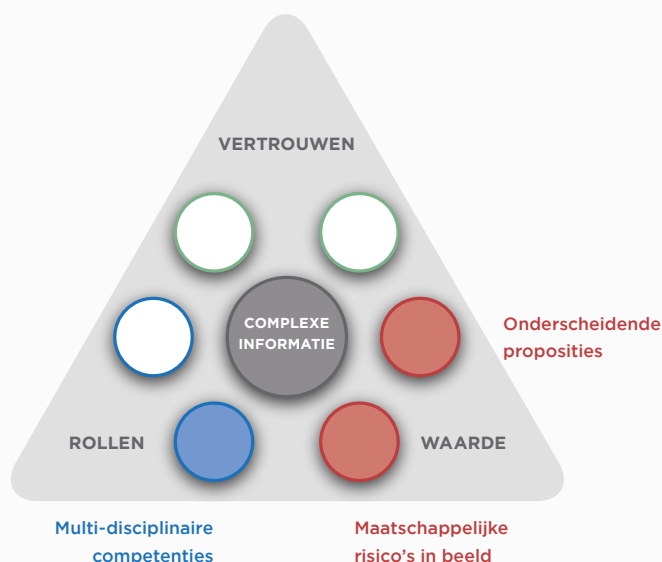 VERTROUWEN
COMPLEXE
INFORMATIE
Onderscheidende
proposities
ROLLEN
WAARDE
Multi-disciplinaire
competenties
Maatschappelijke
risico's in beeld